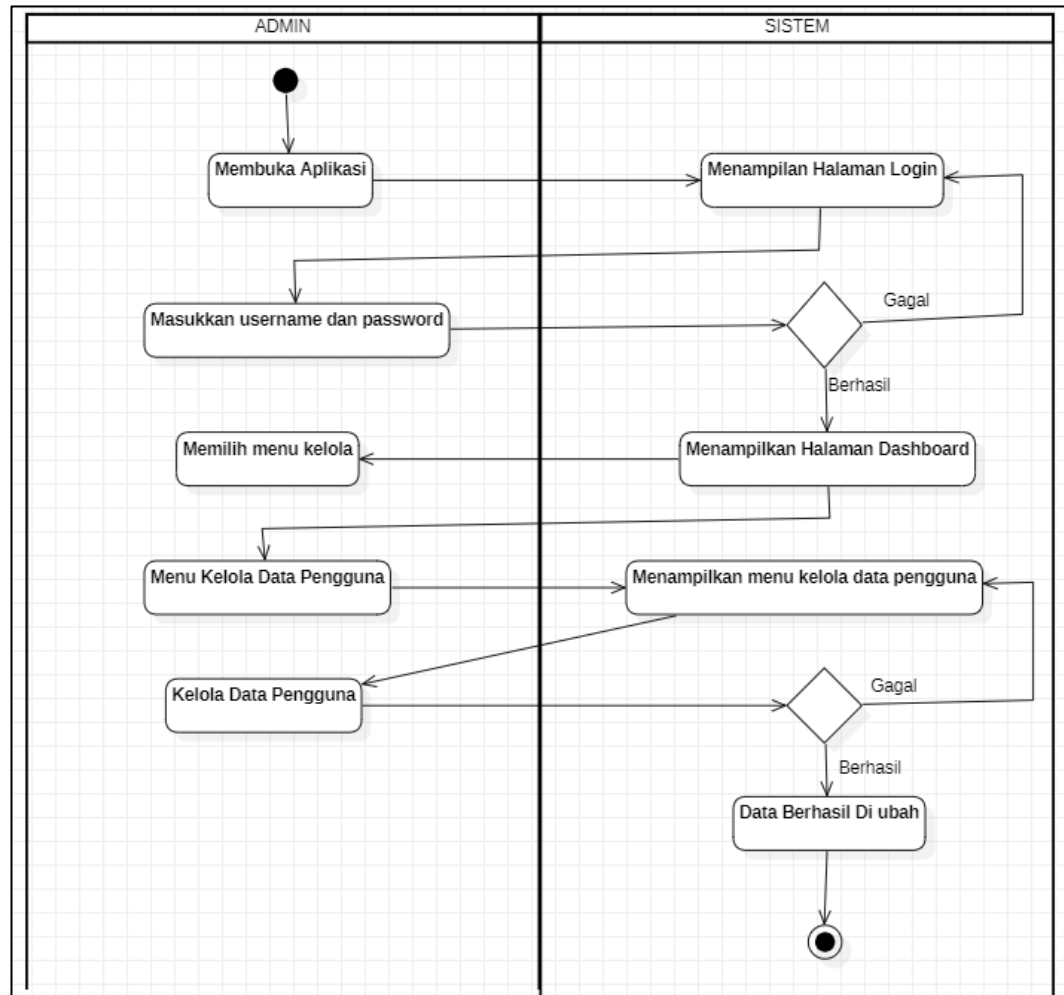 ADMIN
SISTEM
Membuka Aplikasi
Menampilan Halaman Login
Masukkan username dan password
Gagal
Berhasil
Memilih menu kelola
Menampilkan Halaman Dashboard
Menu Kelola Data Pengguna
Menampilkan menu kelola data pengguna
Kelola Data Pengguna
Gagal
Berhasil
Data Berhasil Di ubah